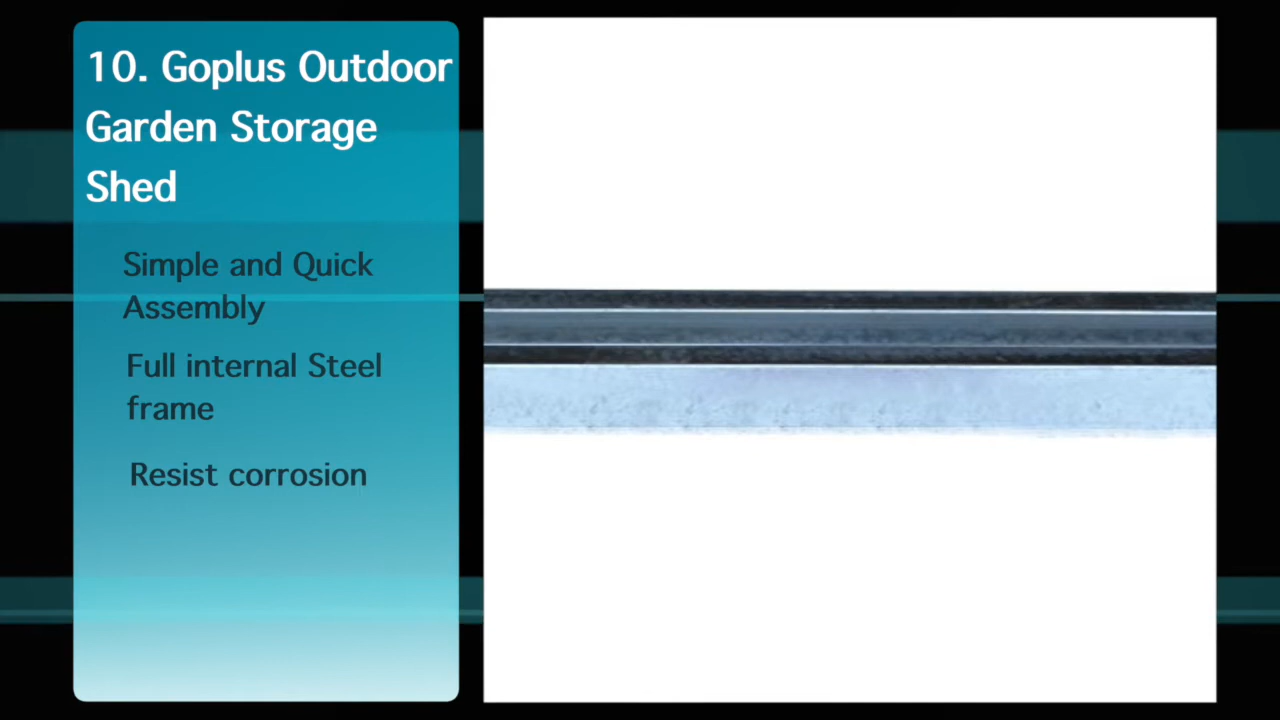 10. Goplus Outdoor
Garden Storage
Shed
Simple and Quick
Assembly
Full internal Steel
frame
Resist corrosion